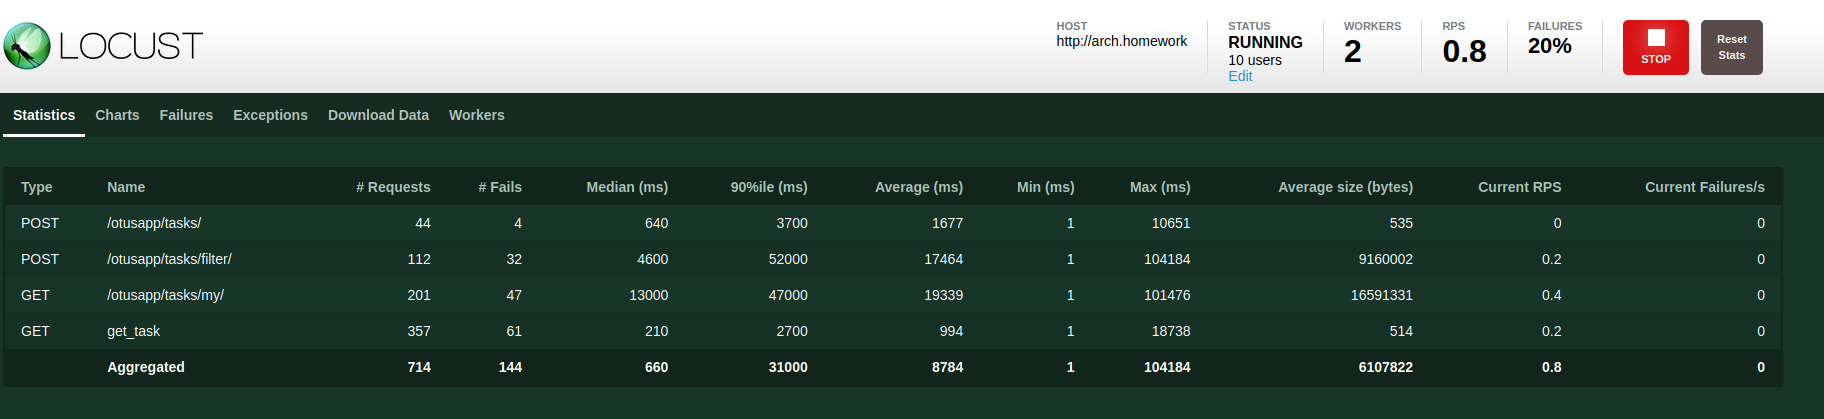 LOCUST
HOST
http://arch.homework
STATUS
RUNNING
10 users
Edit
WORKERS
2
RPS
0.8
FAILURES
20%
STOP
Reset
Stats
Statistics Charts Failures Exceptions Download Data Workers
Type Name # Requests # Fails Median (ms) 90%ile (ms) Average (ms) Min (ms) Max (ms) Average size (bytes) Current RPS Current Failures/s
POST /otusapp/tasks/ 44 4 640 3700 1677 1 10651 535 0 0
POST /otusapp/tasks/filter/ 112 32 4600 52000 17464 1 104184 9160002 0.2 0
GET /otusapp/tasks/my/ 201 47 13000 47000 19339 1 101476 16591331 0.4 0
GET get_task 357 61 210 2700 994 1 18738 514 0.2 0
Aggregated 714 144 660 31000 8784 1 104184 6107822 0.8 0